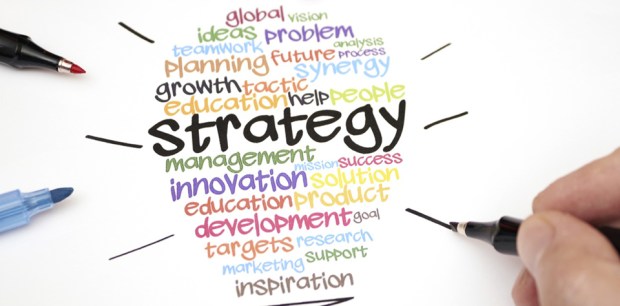 global vision
ideas problem
teamwork analysis
planning future process
growth tactic synergy
education help people
strategy
management mission success
innovation solution
education product
development goal
targets research
marketing support
inspiration